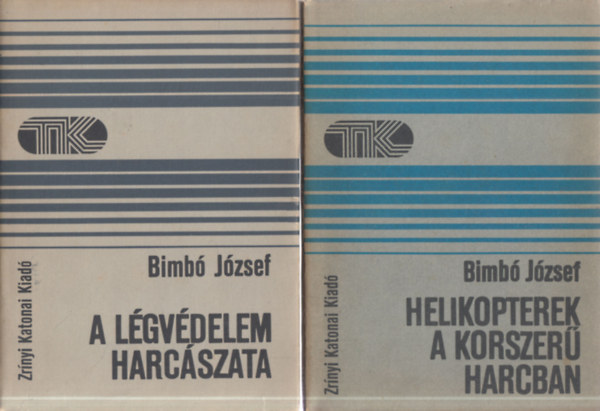 TK
Bimbó József
A LÉGVÉDELEM
HARCÁSZATA
Zrínyi Katonai Kiadó
TK
Bimbó József
HELIKOPTEREK
A KORSZERŰ
HARCBAN
Zrínyi Katonai Kiadó